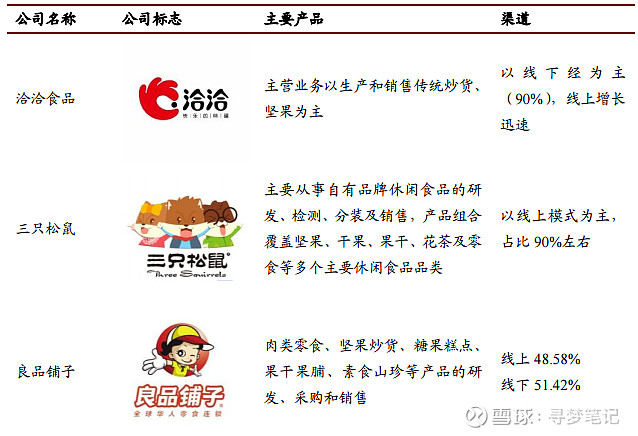 公司名称 公司标志 主要产品 渠道
洽洽食品
洽洽
快乐的味道
主营业务以生产和销售传统炒货、
坚果为主
以线下经为主
（90%），线上增长
迅速
三只松鼠
三只松鼠
Three Squirrels
主要从事自有品牌休闲食品的研
发、检测、分装及销售，产品组合
覆盖坚果、干果、果干、花茶及零
食等多个主要休闲食品品类
以线上模式为主，
占比 90%左右
良品铺子
良品铺子
全球华人零食连锁
肉类零食、坚果炒货、糖果糕点、
果干果脯、素食山珍等产品的研
发、采购和销售
线上 48.58%
线下 51.42%
雪球：寻梦笔记